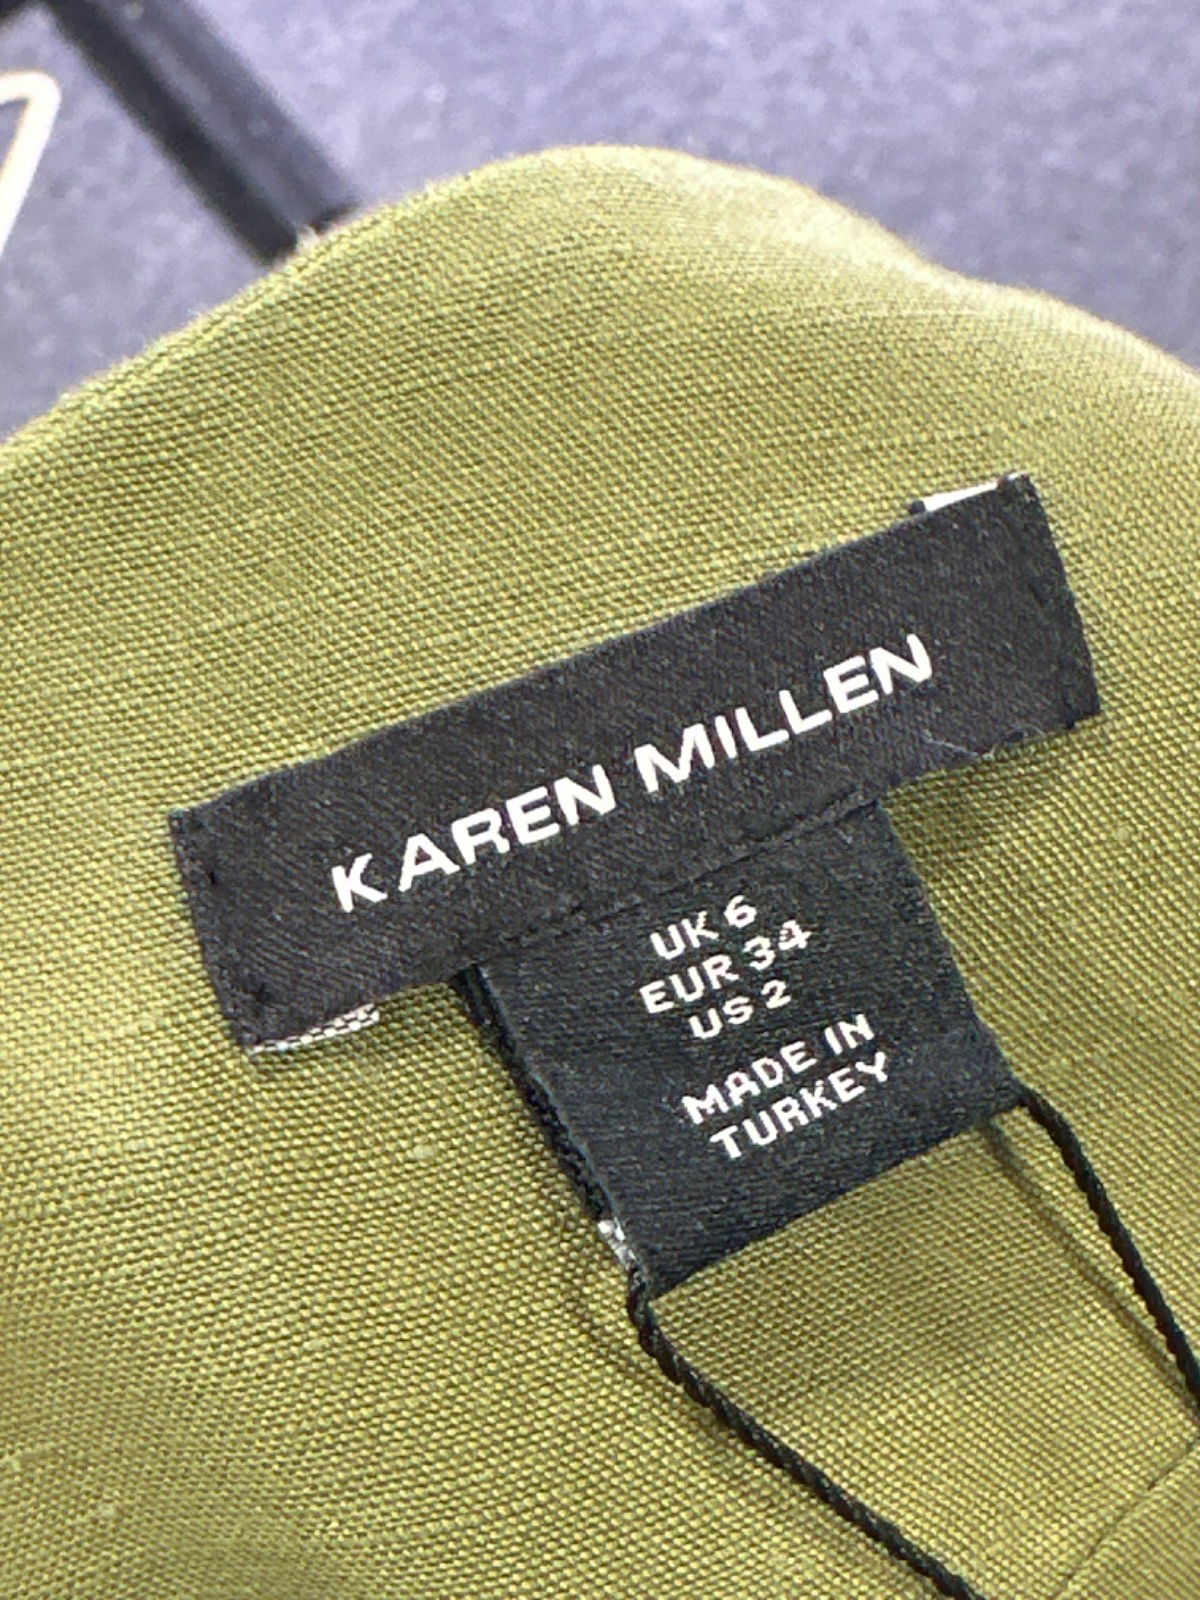 KAREN MILLEN
UK 6
EUR 34
US 2
MADE IN
TURKEY